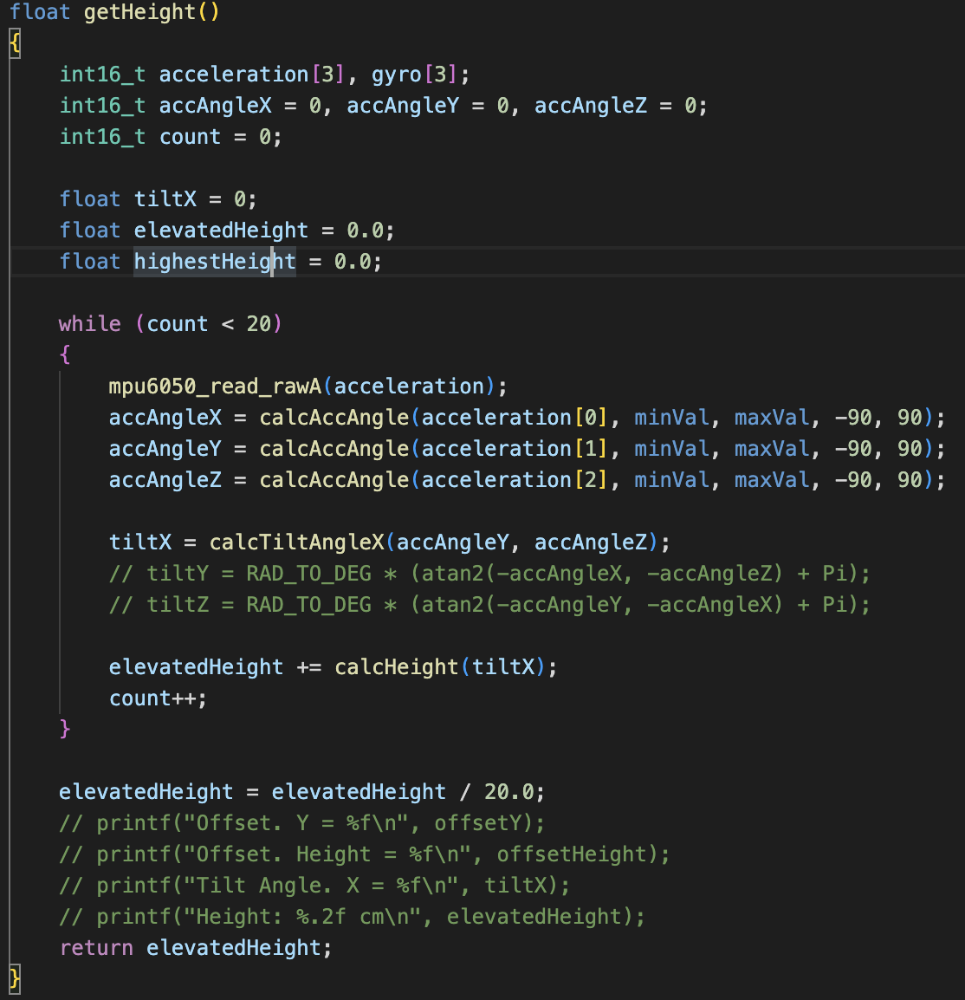 float getHeight()
{
    int16_t acceleration[3], gyro[3];
    int16_t accAngleX = 0, accAngleY = 0, accAngleZ = 0;
    int16_t count = 0;

    float tiltX = 0;
    float elevatedHeight = 0.0;
    float highestHeight = 0.0;

    while (count < 20)
    {
        mpu6050_read_rawA(acceleration);
        accAngleX = calcAccAngle(acceleration[0], minVal, maxVal, -90, 90);
        accAngleY = calcAccAngle(acceleration[1], minVal, maxVal, -90, 90);
        accAngleZ = calcAccAngle(acceleration[2], minVal, maxVal, -90, 90);

        tiltX = calcTiltAngleX(accAngleY, accAngleZ);
        // tiltY = RAD_TO_DEG * (atan2(-accAngleX, -accAngleZ) + Pi);
        // tiltZ = RAD_TO_DEG * (atan2(-accAngleY, -accAngleX) + Pi);

        elevatedHeight += calcHeight(tiltX);
        count++;
    }

    elevatedHeight = elevatedHeight / 20.0;
    // printf("Offset. Y = %f\n", offsetY);
    // printf("Offset. Height = %f\n", offsetHeight);
    // printf("Tilt Angle. X = %f\n", tiltX);
    // printf("Height: %.2f cm\n", elevatedHeight);
    return elevatedHeight;
}